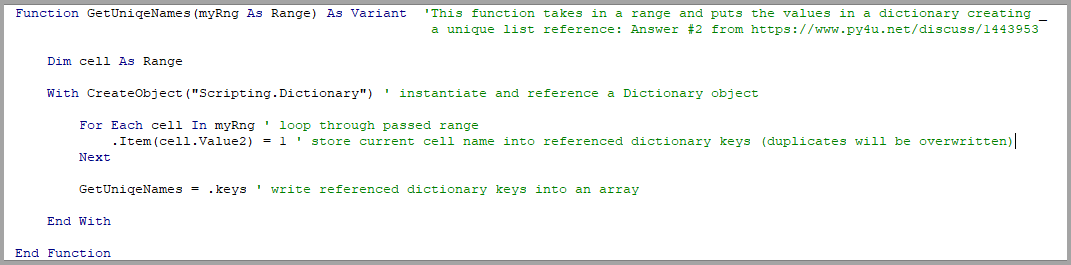 Function GetUniqeNames(myRng As Range) As Variant  'This function takes in a range and puts the values in a dictionary creating _
a unique list reference: Answer #2 from https://www.py4u.net/discuss/1443953
Dim cell As Range
With CreateObject("Scripting.Dictionary") ' instantiate and reference a Dictionary object
For Each cell In myRng ' loop through passed range
.Item(cell.Value2) = 1 ' store current cell name into referenced dictionary keys (duplicates will be overwritten)
Next
GetUniqeNames = .keys ' write referenced dictionary keys into an array
End With
End Function